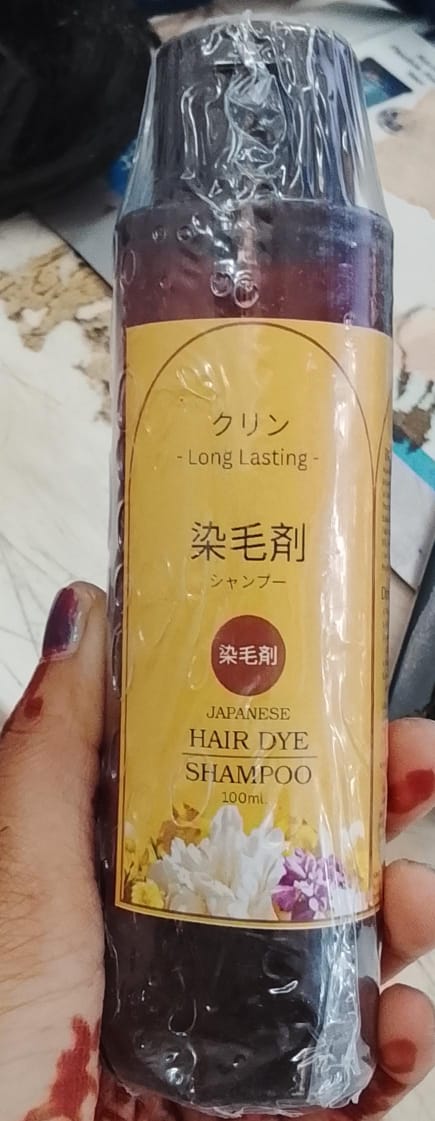 クリン
- Long Lasting -
染毛剤
シャンプー
染毛剤
JAPANESE
HAIR DYE
SHAMPOO
100ml.